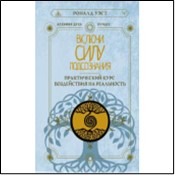 ВКЛЮЧИ
СИЛУ
ПОДСОЗНАНИЯ
ПРАКТИЧЕСКИЙ КУРС
ВОЗДЕЙСТВИЯ НА РЕАЛЬНОСТЬ